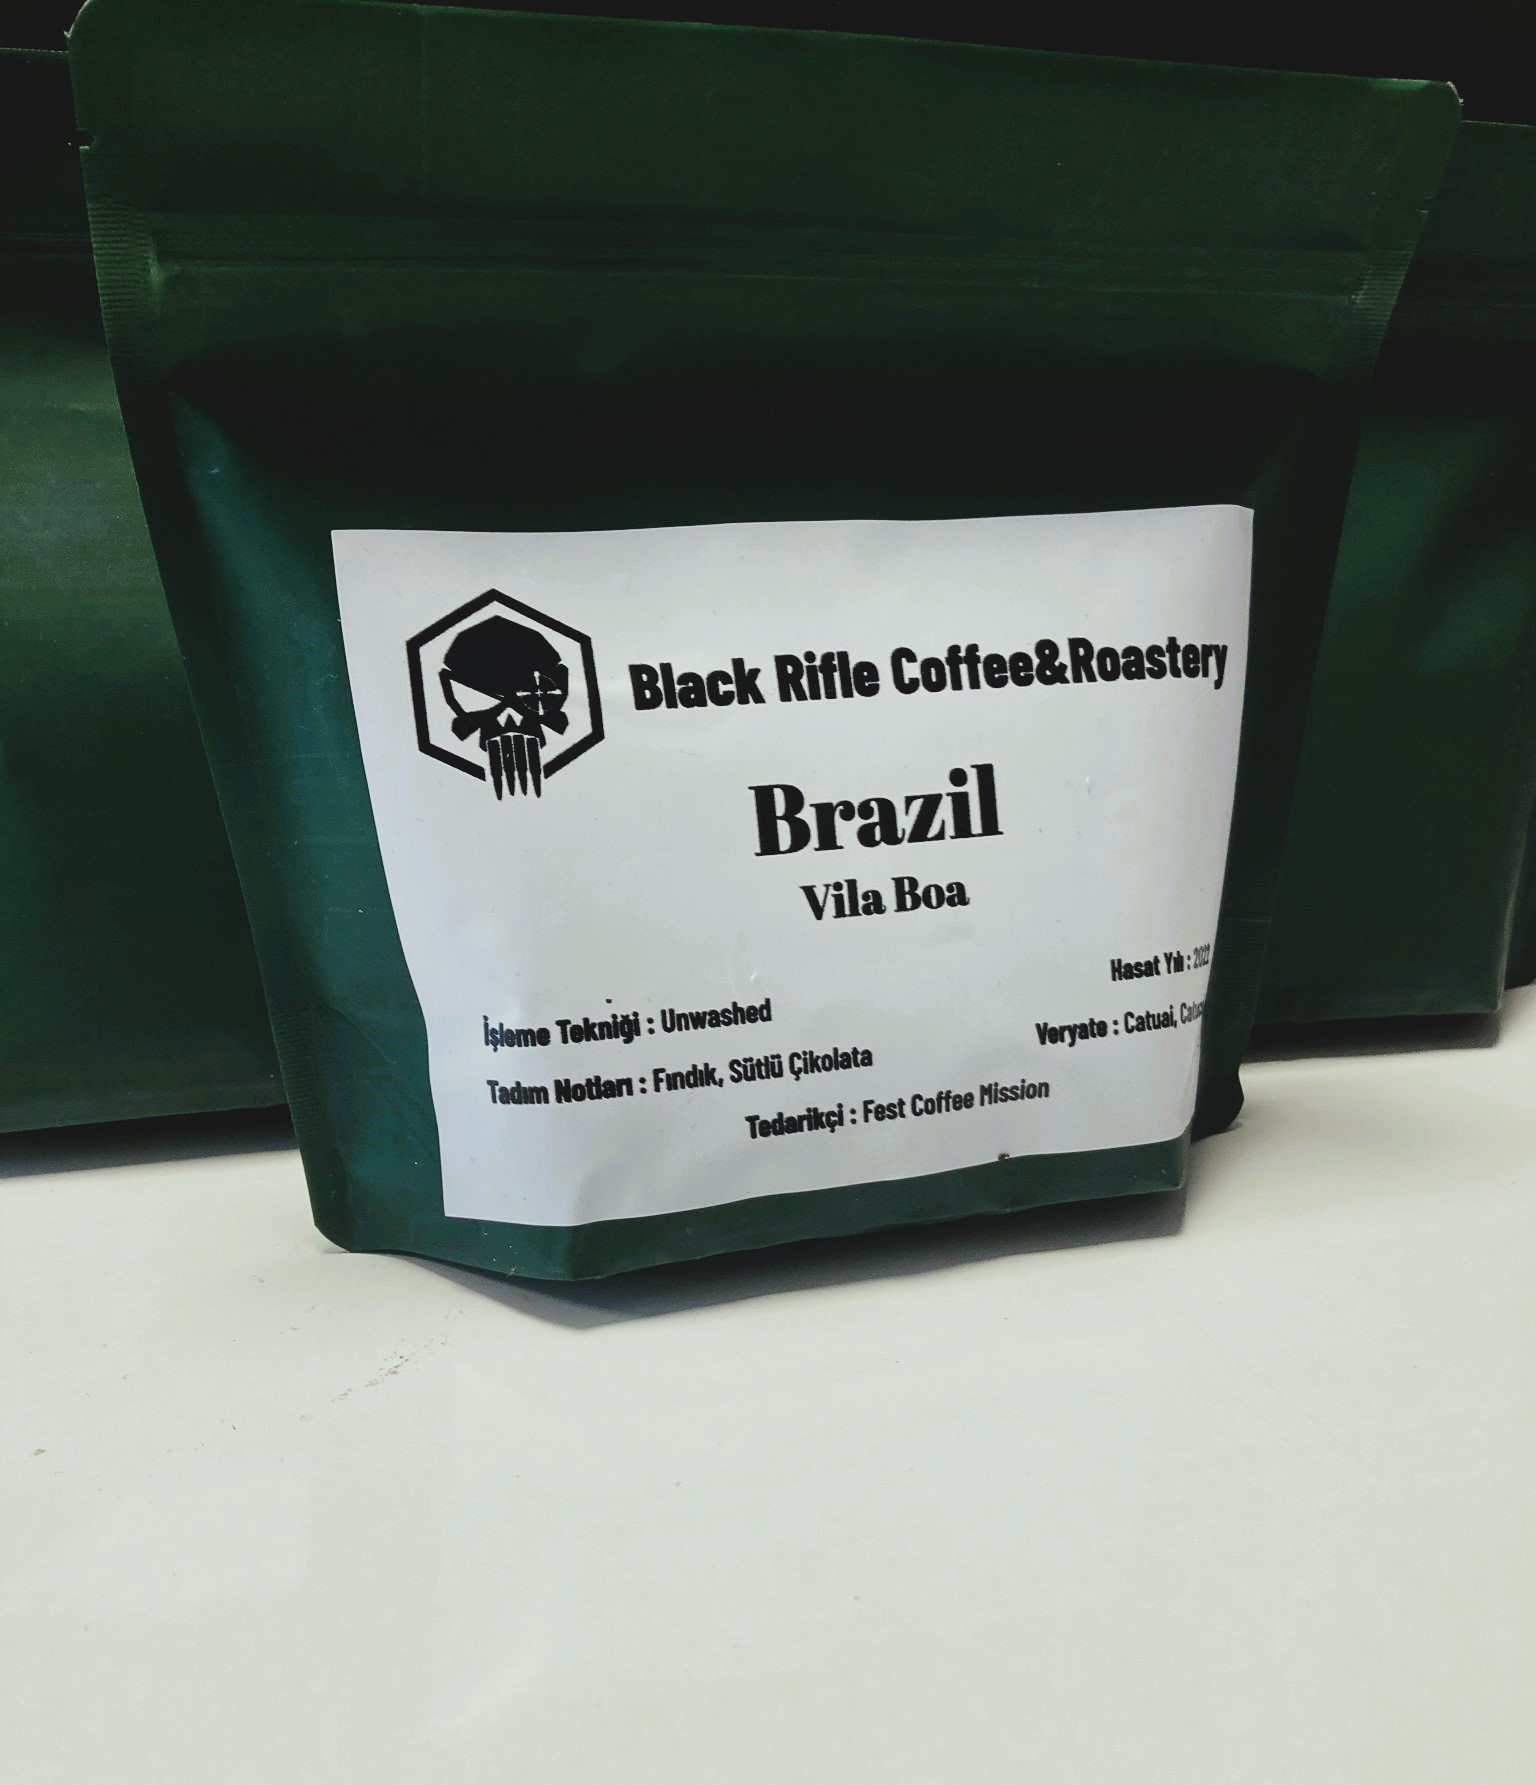 Black Rifle Coffee&Roastery
Brazil
Vila Boa
Hasat Yılı : 2022
İşleme Tekniği : Unwashed
Veryate : Catuai,
Tadım Notları : Fındık, Sütlü Çikolata
Tedarikçi : Fest Coffee Mission